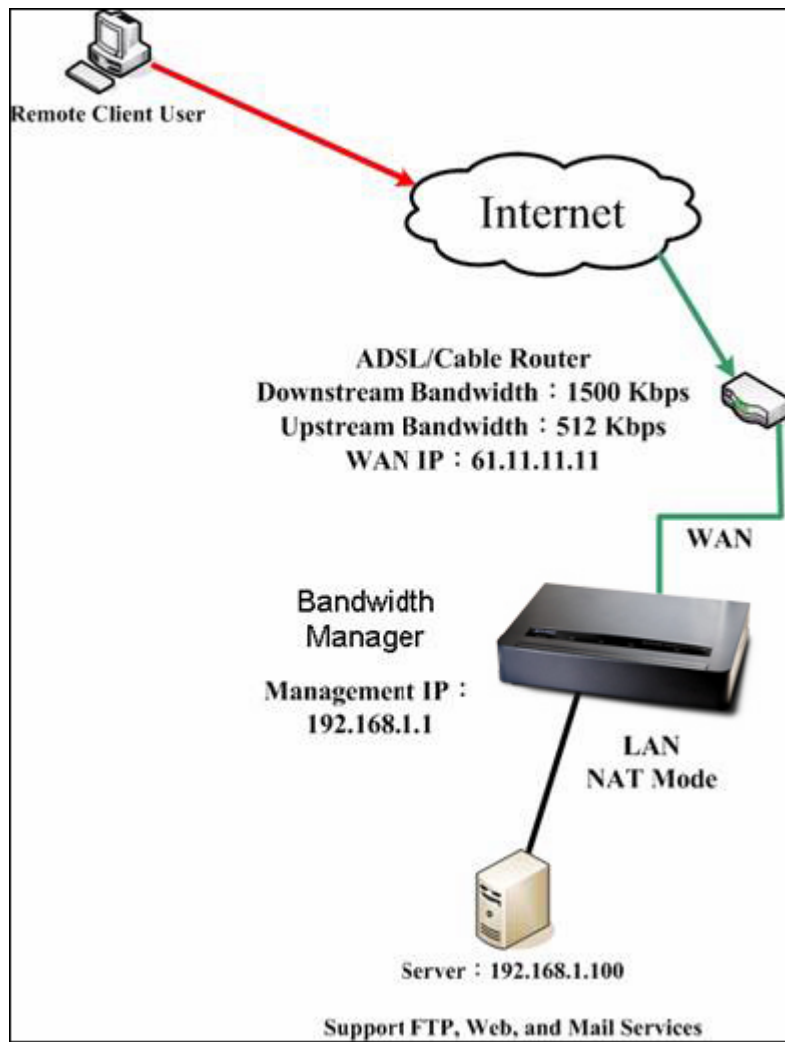 Remote Client User
Internet
ADSL/Cable Router
Downstream Bandwidth：1500 Kbps
Upstream Bandwidth：512 Kbps
WAN IP：61.11.11.11
WAN
Bandwidth
Manager
Management IP：
192.168.1.1
LAN
NAT Mode
Server：192.168.1.100
Support FTP, Web, and Mail Services